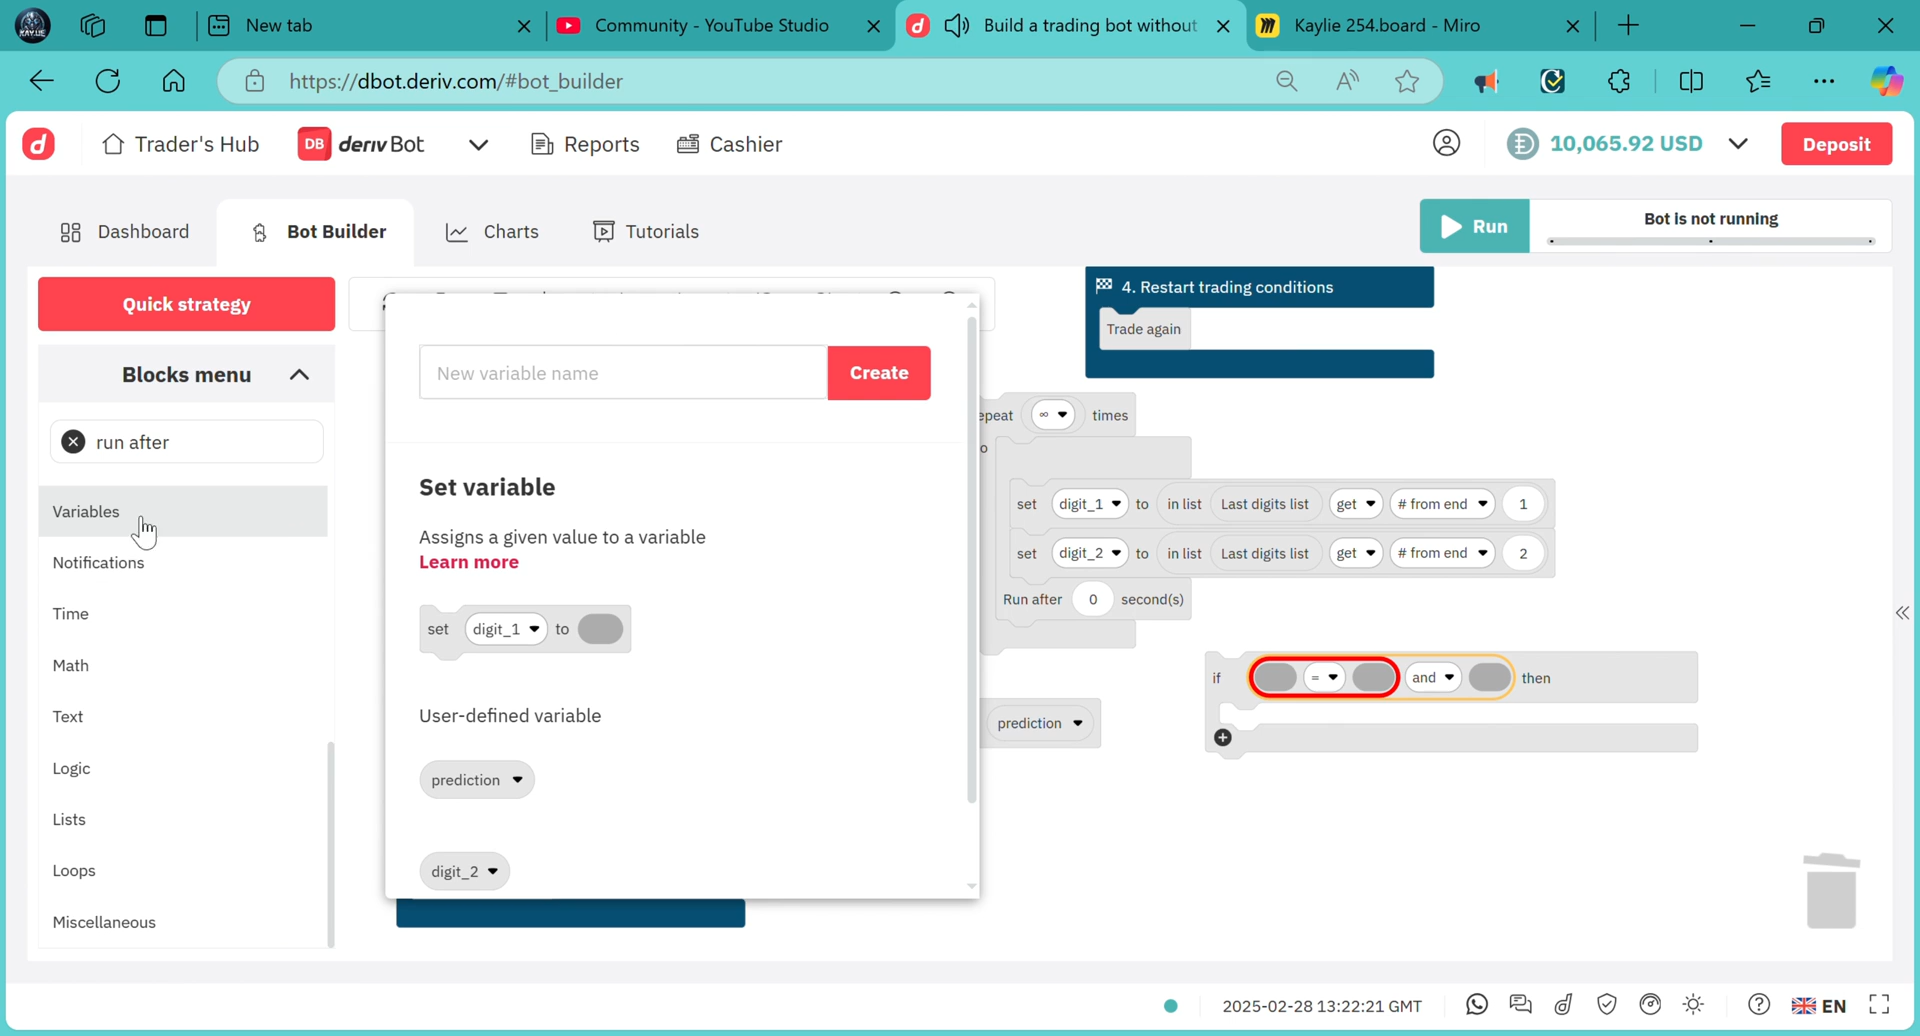 New tab
Community - YouTube Studio
Build a trading bot without
Kaylie 254.board - Miro
https://dbot.deriv.com/#bot_builder
Trader's Hub
DB deriv Bot
Reports
Cashier
10,065.92 USD
Deposit
Dashboard
Bot Builder
Charts
Tutorials
Run
Bot is not running
Quick strategy
Blocks menu
run after
Variables
Notifications
Time
Math
Text
Logic
Lists
Loops
Miscellaneous
New variable name
Create
Set variable
Assigns a given value to a variable
Learn more
set digit_1 to
User-defined variable
prediction
digit_2
4. Restart trading conditions
Trade again
epeat ∞ times
o
set digit_1 to in list Last digits list get # from end 1
set digit_2 to in list Last digits list get # from end 2
Run after 0 second(s)
if = and then
prediction
2025-02-28 13:22:21 GMT
EN